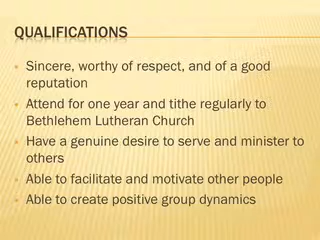 QUALIFICATIONS
Sincere, worthy of respect, and of a good
reputation
Attend for one year and tithe regularly to
Bethlehem Lutheran Church
Have a genuine desire to serve and minister to
others
Able to facilitate and motivate other people
Able to create positive group dynamics